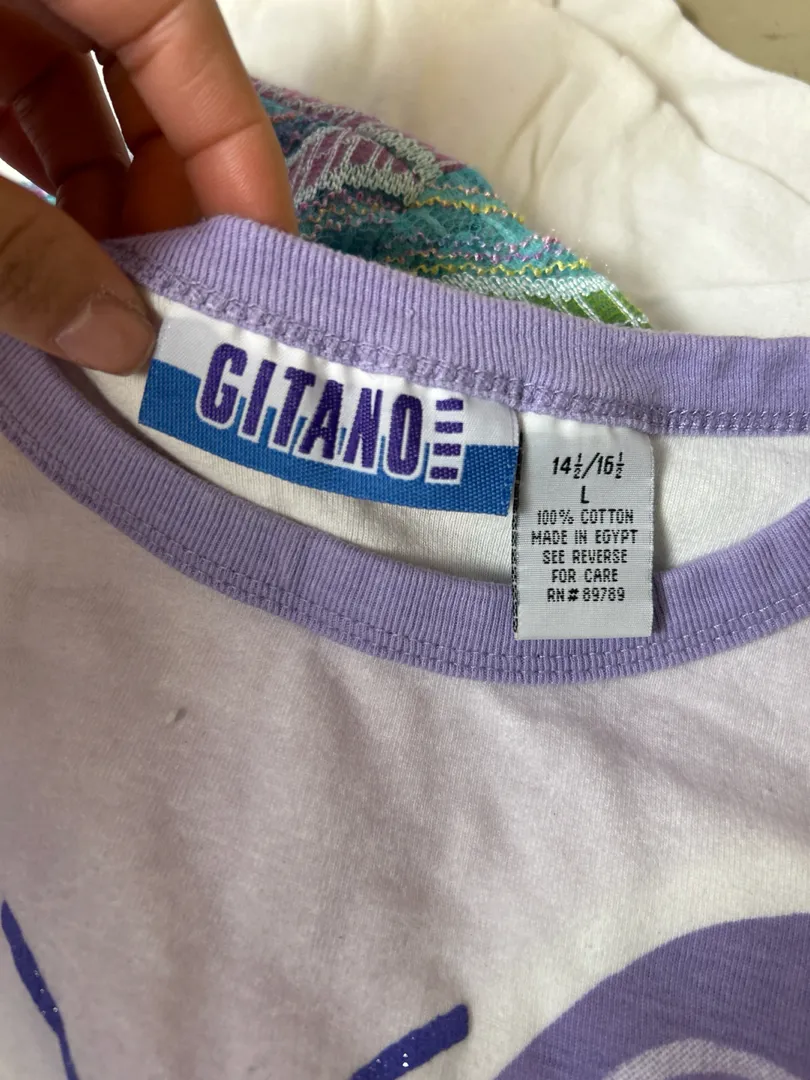 GITANO
14½/16½
L
100% COTTON
MADE IN EGYPT
SEE REVERSE
FOR CARE
RN# 89789